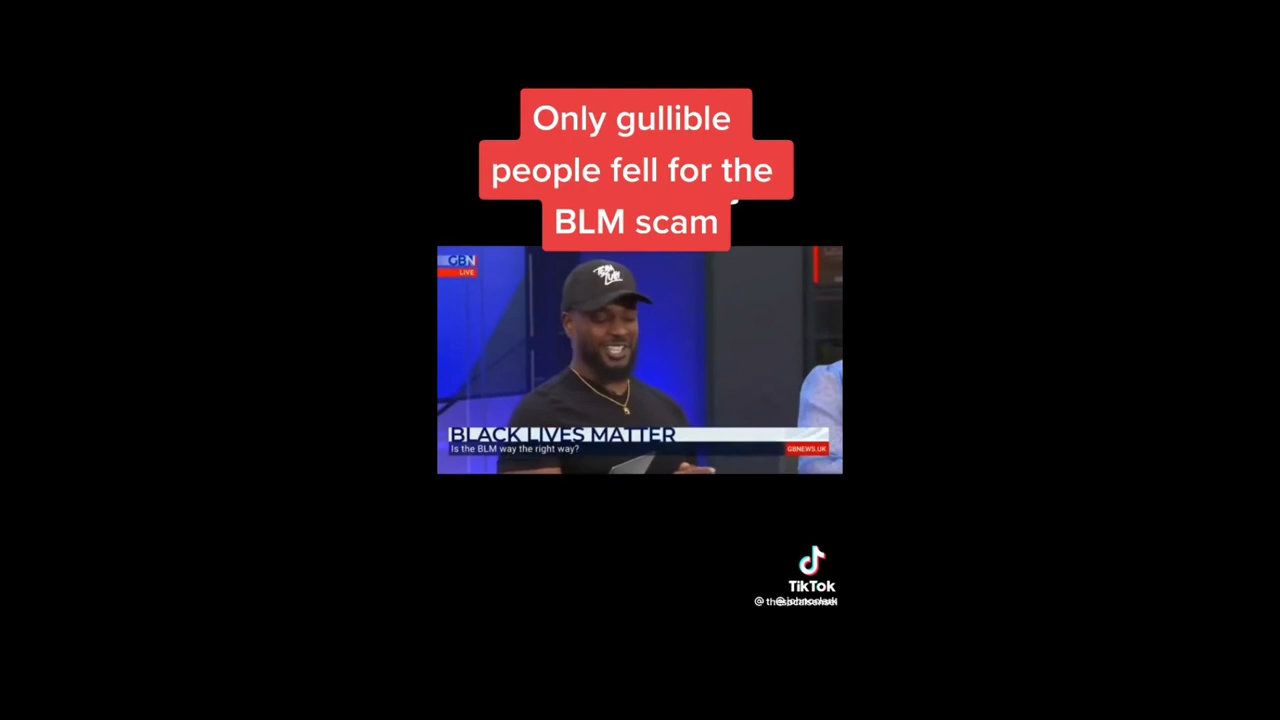 Only gullible
people fell for the
BLM scam
GBN
LIVE
BLACK LIVES MATTER
Is the BLM way the right way?
GBNEWS.UK
TikTok